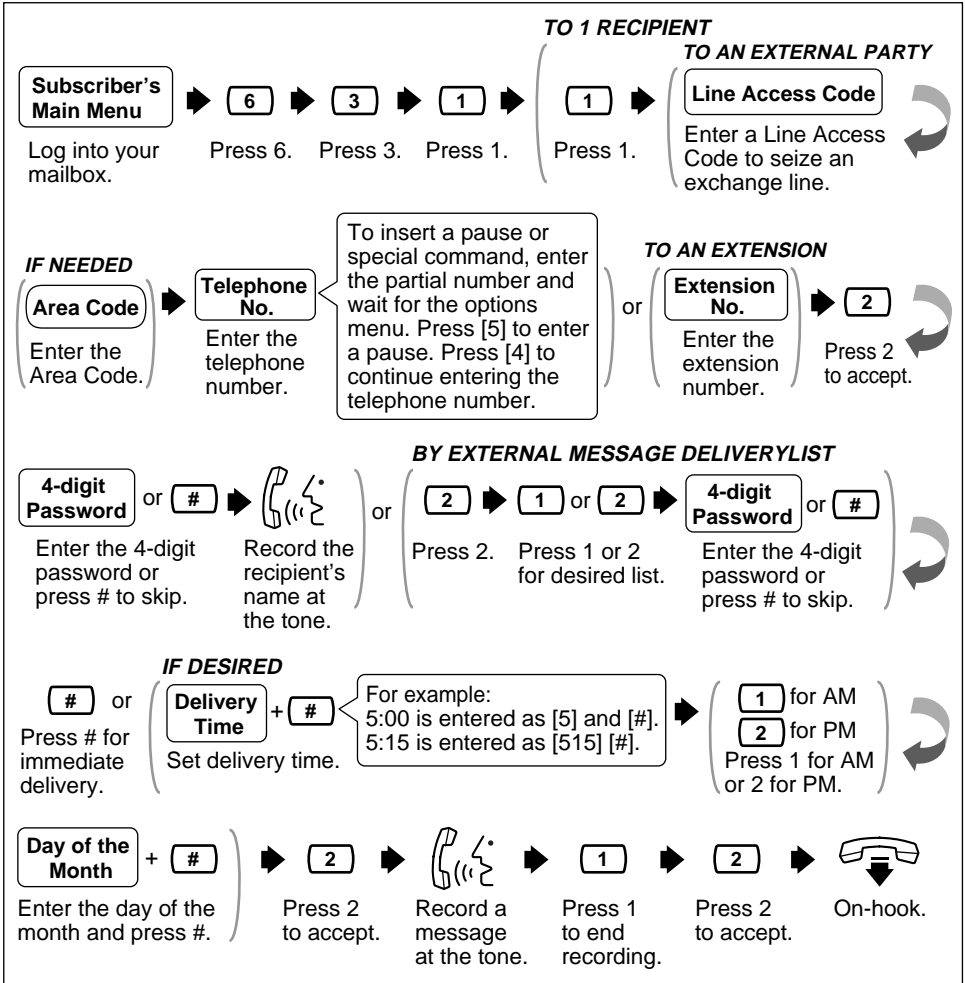 TO 1 RECIPIENT
TO AN EXTERNAL PARTY
Subscriber's
Main Menu
6
3
1
1
Line Access Code
Log into your
mailbox.
Press 6.
Press 3.
Press 1.
Press 1.
Enter a Line Access
Code to seize an
exchange line.
IF NEEDED
Area Code
Enter the
Area Code.
Telephone
No.
Enter the
telephone
number.
To insert a pause or
special command, enter
the partial number and
wait for the options
menu. Press [5] to enter
a pause. Press [4] to
continue entering the
telephone number.
or
TO AN EXTENSION
Extension
No.
Enter the
extension
number.
2
Press 2
to accept.
4-digit
Password
or
#
Enter the 4-digit
password or
press # to skip.
Record the
recipient's
name at
the tone.
or
BY EXTERNAL MESSAGE DELIVERYLIST
2
Press 2.
1 or 2
Press 1 or 2
for desired list.
4-digit
Password
or #
Enter the 4-digit
password or
press # to skip.
# or
Press # for
immediate
delivery.
IF DESIRED
Delivery
Time
+ #
Set delivery time.
For example:
5:00 is entered as [5] and [#].
5:15 is entered as [515] [#].
1 for AM
2 for PM
Press 1 for AM
or 2 for PM.
Day of the
Month
+ #
Enter the day of the
month and press #.
2
Press 2
to accept.
Record a
message
at the tone.
1
Press 1
to end
recording.
2
Press 2
to accept.
On-hook.